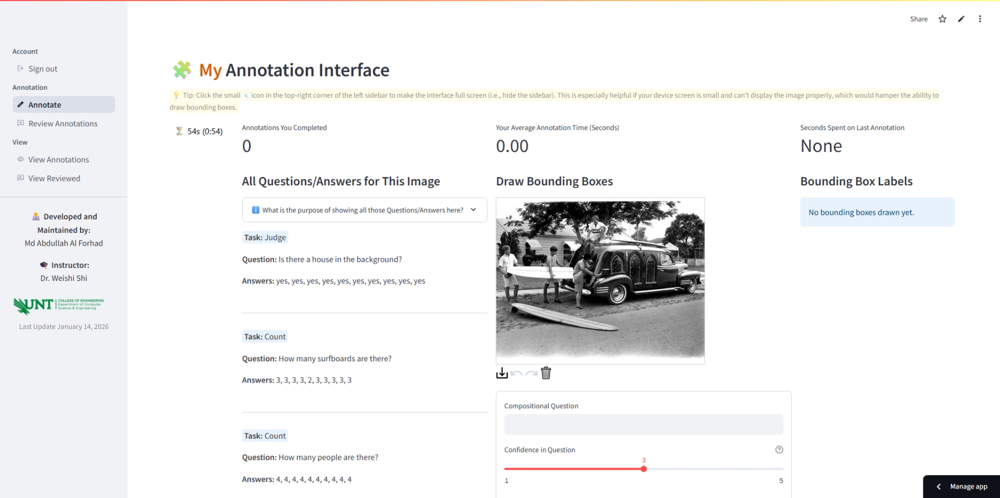 Share
Account
Sign out
Annotation
Annotate
Review Annotations
View
View Annotations
View Reviewed
Developed and
Maintained by:
Md Abdullah Al Forhad
Instructor:
Dr. Weishi Shi
UNT
COLLEGE OF ENGINEERING
Department of Computer
Science & Engineering
Last Update January 14, 2026
My Annotation Interface
Tip: Click the small < icon in the top-right corner of the left sidebar to make the interface full screen (i.e., hide the sidebar). This is especially helpful if your device screen is small and can't display the image properly, which would hamper the ability to
draw bounding boxes.
54s (0:54)
Annotations You Completed
0
Your Average Annotation Time (Seconds)
0.00
Seconds Spent on Last Annotation
None
All Questions/Answers for This Image
What is the purpose of showing all those Questions/Answers here?
Task: Judge
Question: Is there a house in the background?
Answers: yes, yes, yes, yes, yes, yes, yes, yes, yes, yes
Task: Count
Question: How many surfboards are there?
Answers: 3, 3, 3, 3, 2, 3, 3, 3, 3, 3
Task: Count
Question: How many people are there?
Answers: 4, 4, 4, 4, 4, 4, 4, 4, 4, 4
Draw Bounding Boxes
Compositional Question
Confidence in Question
3
1
5
Bounding Box Labels
No bounding boxes drawn yet.
Manage app